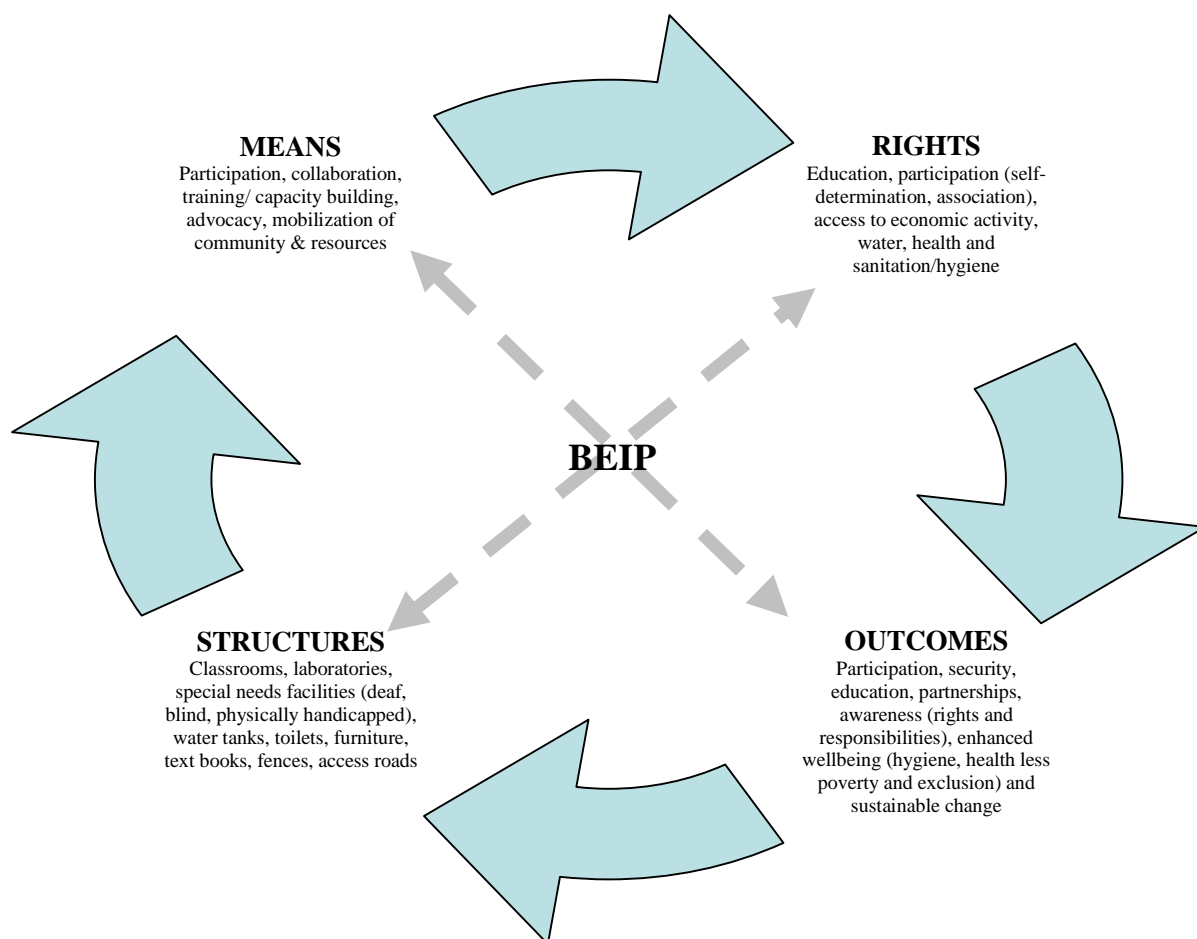 MEANS
Participation, collaboration,
training/ capacity building,
advocacy, mobilization of
community & resources
RIGHTS
Education, participation (self-
determination, association),
access to economic activity,
water, health and
sanitation/hygiene
BEIP
STRUCTURES
Classrooms, laboratories,
special needs facilities (deaf,
blind, physically handicapped),
water tanks, toilets, furniture,
text books, fences, access roads
OUTCOMES
Participation, security,
education, partnerships,
awareness (rights and
responsibilities), enhanced
wellbeing (hygiene, health less
poverty and exclusion) and
sustainable change